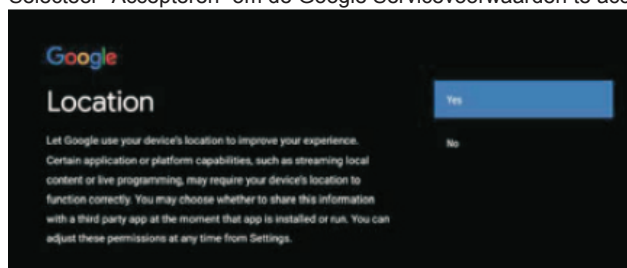 Selecteer "Accepteren" om de Google Servicevoorwaarden te
Google
Location
Yes
Let Google use your device's location to improve your experience.
Certain application or platform capabilities, such as streaming local
content or live programming, may require your device's location to
function correctly. You may choose whether to share this information
with a third party app at the moment that app is installed or run. You can
adjust these permissions at any time from Settings.
No